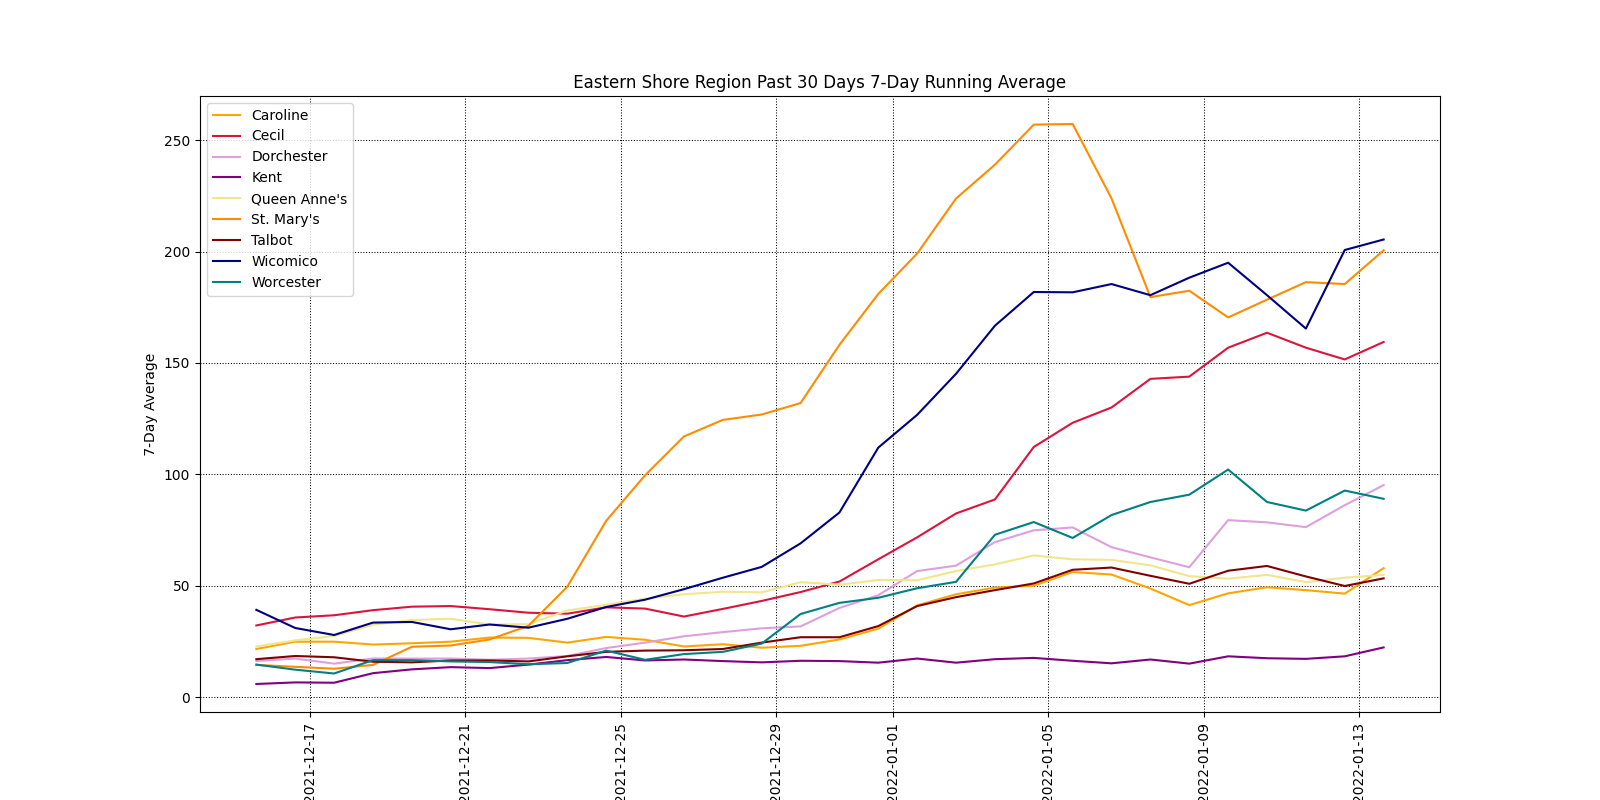 Eastern Shore Region Past 30 Days 7-Day Running Average
Caroline
Cecil
Dorchester
Kent
Queen Anne's
St. Mary's
Talbot
Wicomico
Worcester
7-Day Average
250
200
150
100
50
0
2021-12-17
2021-12-21
2021-12-25
2021-12-29
2022-01-01
2022-01-05
2022-01-09
2022-01-13